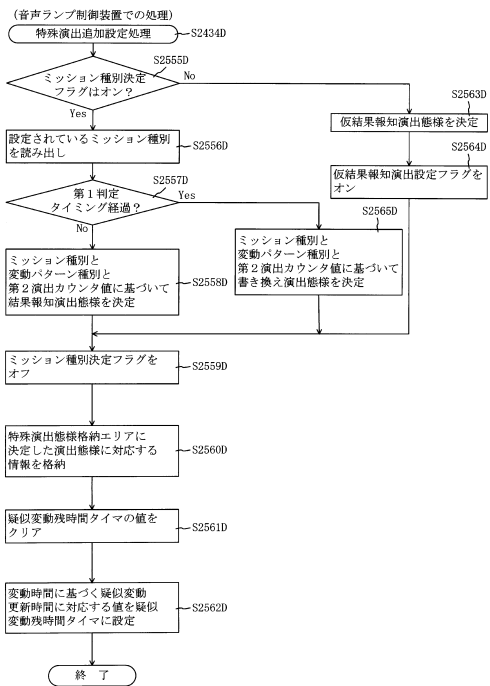 (音声ランプ制御装置での処理)
特殊演出追加設定処理
S2434D
S2555D
ミッション種別決定
フラグはオン?
No
Yes
S2563D
仮結果報知演出態様を決定
設定されているミッション種別
を読み出し
S2556D
S2564D
仮結果報知演出設定フラグを
オン
S2557D
第1判定
タイミング経過?
Yes
No
S2565D
ミッション種別と
変動パターン種別と
第2演出カウンタ値に基づいて
書き換え演出態様を決定
ミッション種別と
変動パターン種別と
第2演出カウンタ値に基づいて
結果報知演出態様を決定
S2558D
ミッション種別決定フラグを
オフ
S2559D
特殊演出態様格納エリアに
決定した演出態様に対応する
情報を格納
S2560D
疑似変動残時間タイマの値を
クリア
S2561D
変動時間に基づく疑似変動
更新時間に対応する値を疑似
変動残時間タイマに設定
S2562D
終 了